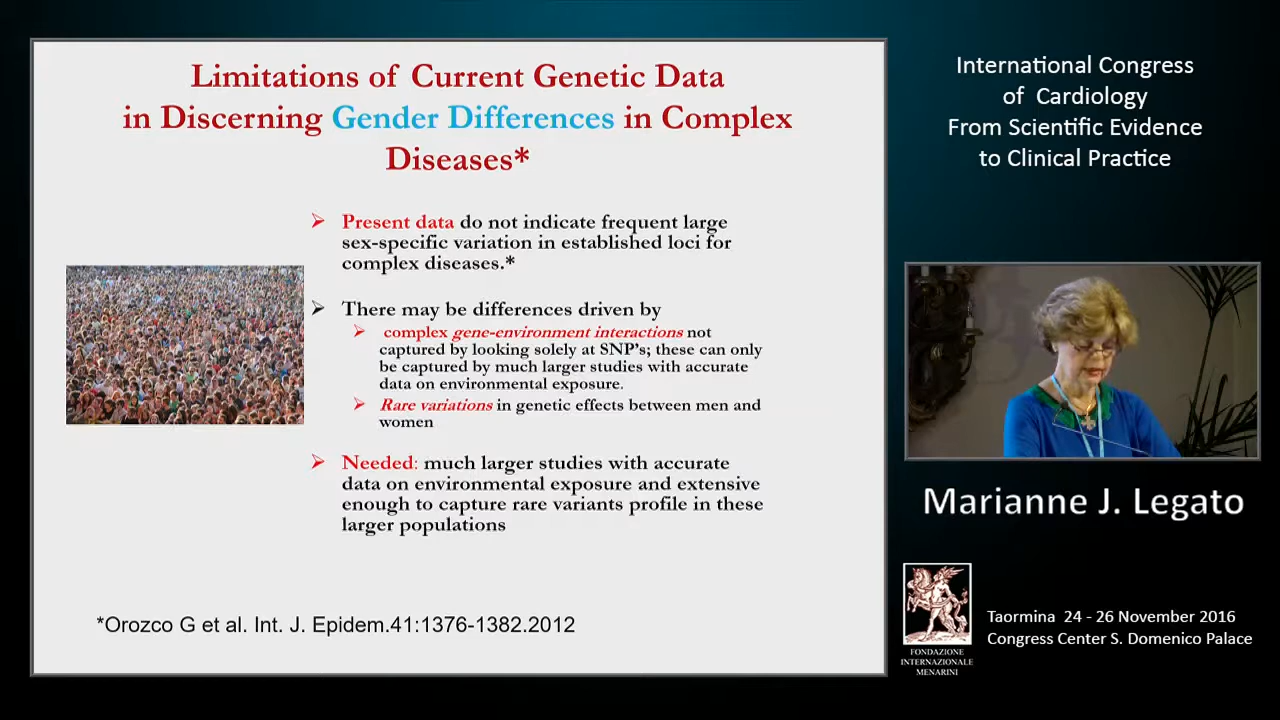 Limitations of Current Genetic Data
in Discerning Gender Differences in Complex
Diseases*
Present data do not indicate frequent large
sex-specific variation in established loci for
complex diseases.*
There may be differences driven by
complex gene-environment interactions not
captured by looking solely at SNP's; these can only
be captured by much larger studies with accurate
data on environmental exposure.
Rare variations in genetic effects between men and
women
Needed: much larger studies with accurate
data on environmental exposure and extensive
enough to capture rare variants profile in these
larger populations
*Orozco G et al. Int. J. Epidem.41:1376-1382.2012
International Congress
of Cardiology
From Scientific Evidence
to Clinical Practice
Marianne J. Legato
FONDAZIONE
INTERNAZIONALE
MENARINI
Taormina 24 - 26 November 2016
Congress Center S. Domenico Palace